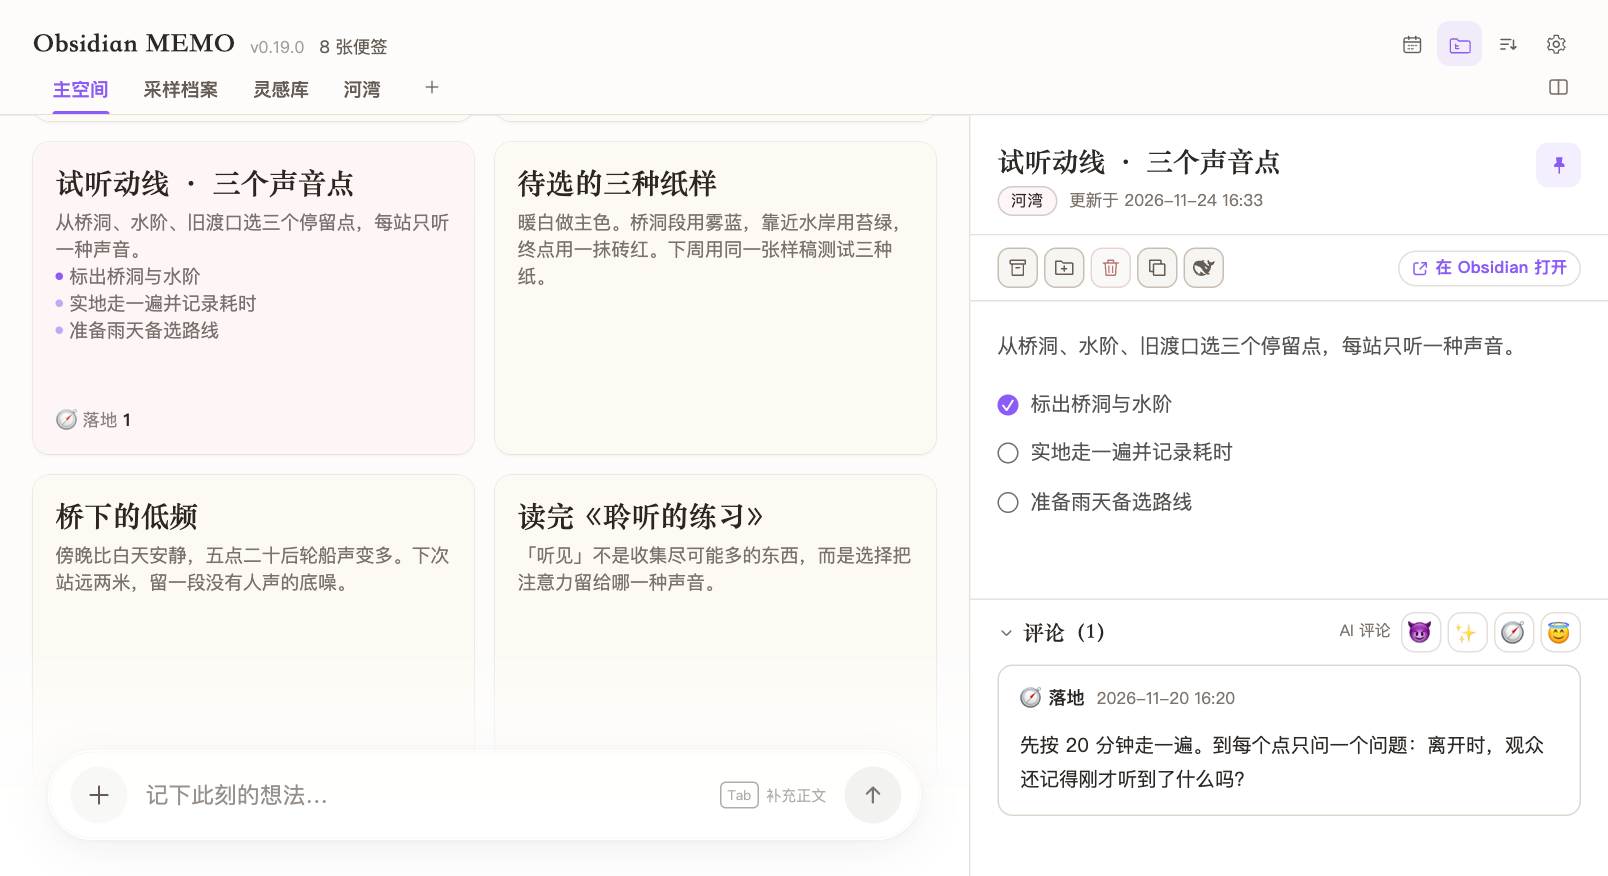 Obsidian MEMO v0.19.0 8 张便签
主空间 采样档案 灵感库 河湾
试听动线 · 三个声音点
从桥洞、水阶、旧渡口选三个停留点，每站只听
一种声音。
标出桥洞与水阶
实地走一遍并记录耗时
准备雨天备选路线
落地 1
待选的三种纸样
暖白做主色。桥洞段用雾蓝，靠近水岸用苔绿，
终点用一抹砖红。下周用同一张样稿测试三种
纸。
桥下的低频
傍晚比白天安静，五点二十后轮船声变多。下次
站远两米，留一段没有人声的底噪。
读完《聆听的练习》
「听见」不是收集尽可能多的东西，而是选择把
注意力留给哪一种声音。
记下此刻的想法… Tab 补充正文
试听动线 · 三个声音点
河湾 更新于 2026-11-24 16:33
在 Obsidian 打开
从桥洞、水阶、旧渡口选三个停留点，每站只听一种声音。
标出桥洞与水阶
实地走一遍并记录耗时
准备雨天备选路线
评论（1） AI 评论
落地 2026-11-20 16:20
先按 20 分钟走一遍。到每个点只问一个问题：离开时，观众
还记得刚才听到了什么吗？